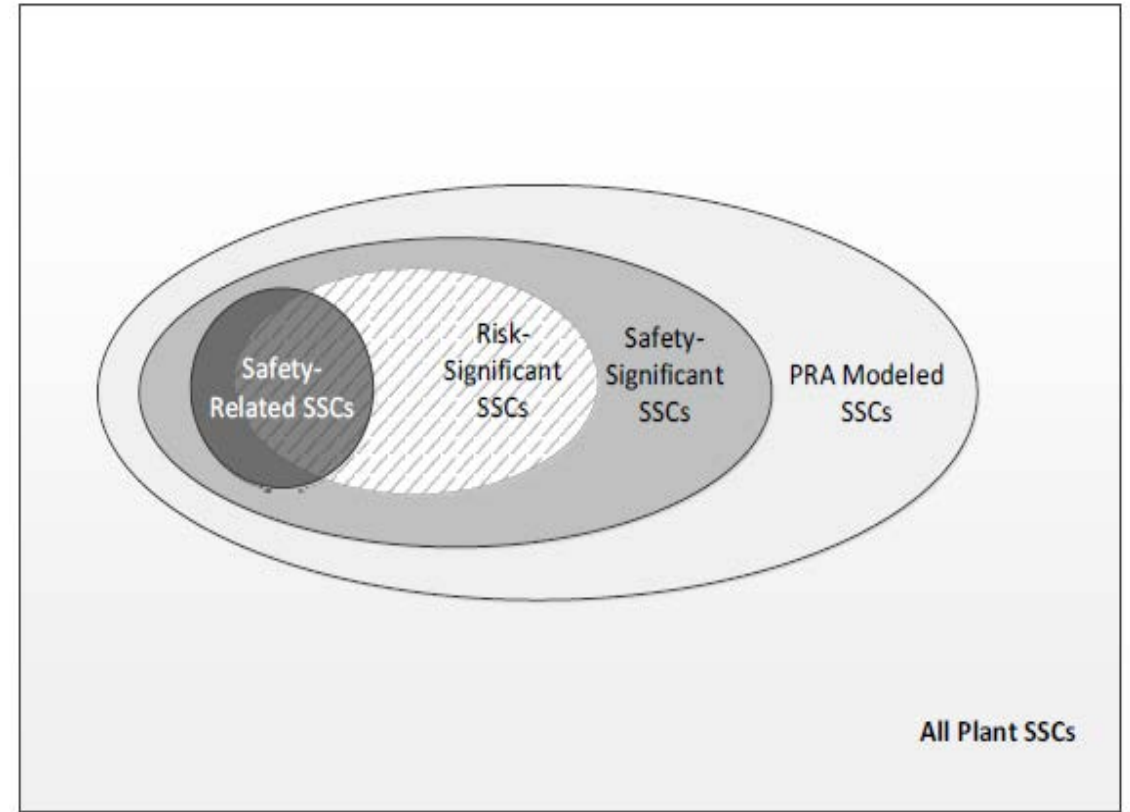 Safety-
Related SSCs
Risk-
Significant
SSCs
Safety-
Significant
SSCs
PRA Modeled
SSCs
All Plant SSCs